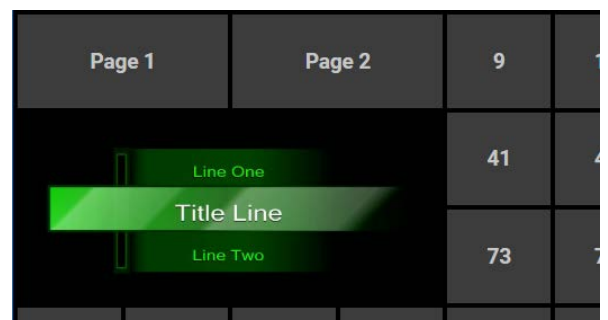 Page 1 Page 2 9
Line One
41
Title Line
Line Two
73